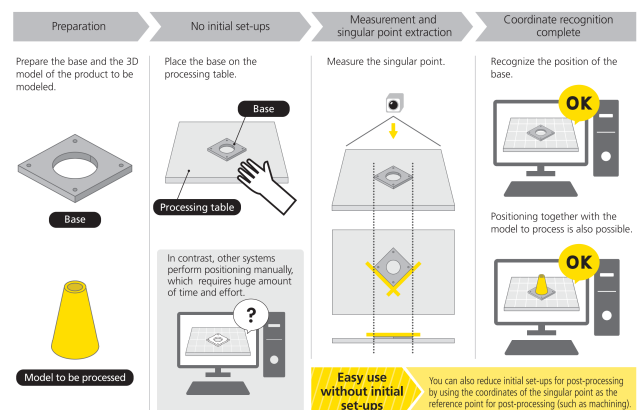 Preparation
No initial set-ups
Measurement and
singular point extraction
Coordinate recognition
complete
Prepare the base and the 3D
model of the product to be
modeled.
Base
Model to be processed
Place the base on the
processing table.
Base
Processing table
In contrast, other systems
perform positioning manually,
which requires huge amount
of time and effort.
?
Measure the singular point.
Recognize the position of the
base.
OK
Positioning together with the
model to process is also possible.
OK
Easy use
without initial
set-ups
You can also reduce initial set-ups for post-processing
by using the coordinates of the singular point as the
reference point for post-processing (such as machining).